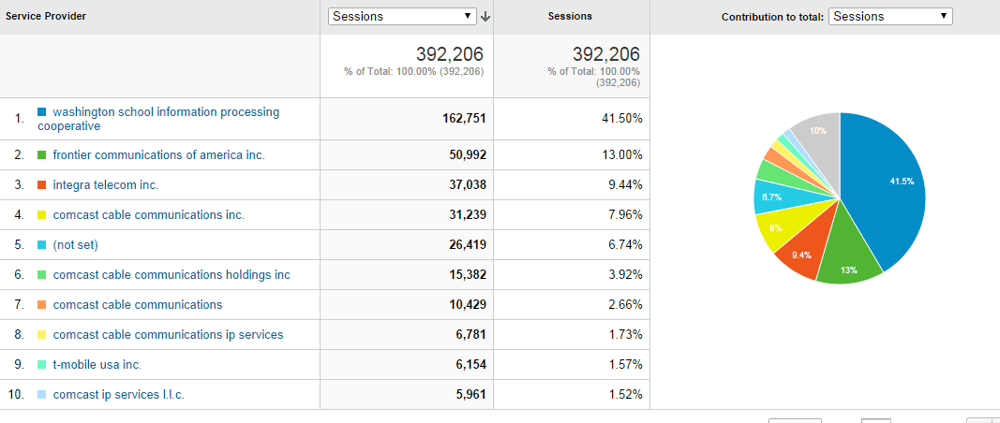 Service Provider Sessions Sessions Contribution to total: Sessions
392,206 392,206
% of Total: 100.00% (392,206) % of Total: 100.00%
(392,206)
1. washington school information processing
cooperative 162,751 41.50%
2. frontier communications of america inc. 50,992 13.00%
3. integra telecom inc. 37,038 9.44%
4. comcast cable communications inc. 31,239 7.96%
5. (not set) 26,419 6.74%
6. comcast cable communications holdings inc 15,382 3.92%
7. comcast cable communications 10,429 2.66%
8. comcast cable communications ip services 6,781 1.73%
9. t-mobile usa inc. 6,154 1.57%
10. comcast ip services l.l.c. 5,961 1.52%
10%
41.5%
6.7%
8%
9.4%
13%